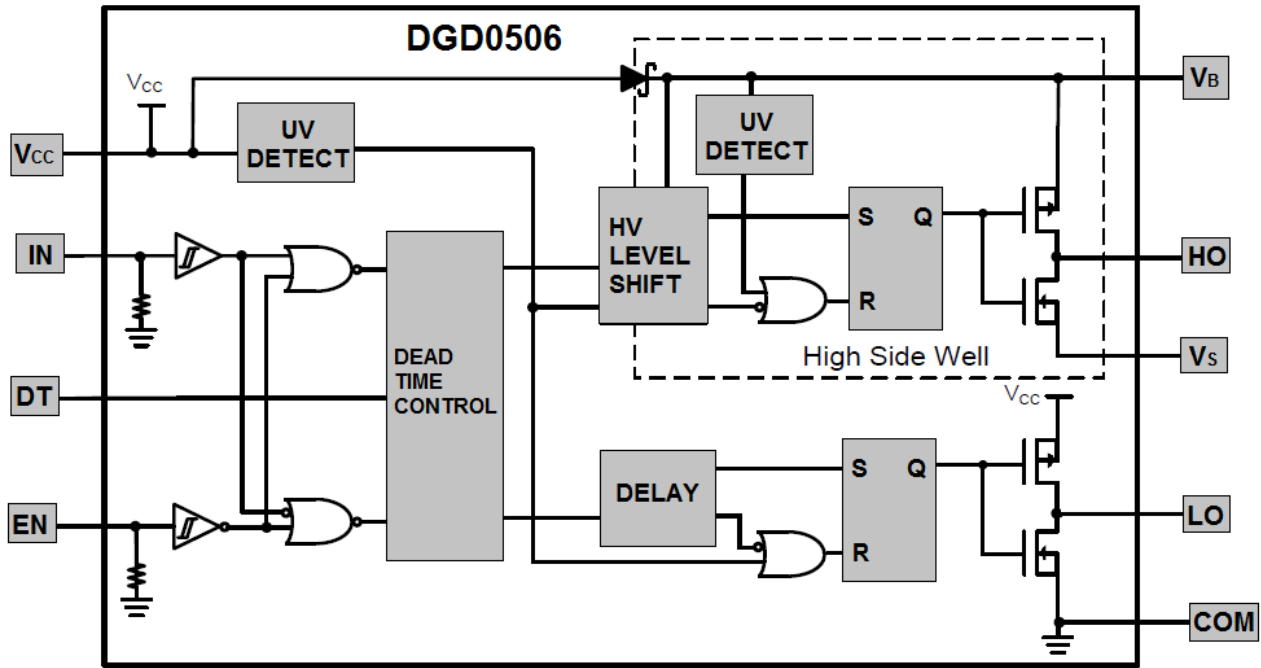 DGD0506
VCC
VB
VCC
UV
DETECT
UV
DETECT
IN
HV
LEVEL
SHIFT
S Q
R
HO
High Side Well
VS
DT
DEAD
TIME
CONTROL
VCC
EN
DELAY
S Q
R
LO
COM